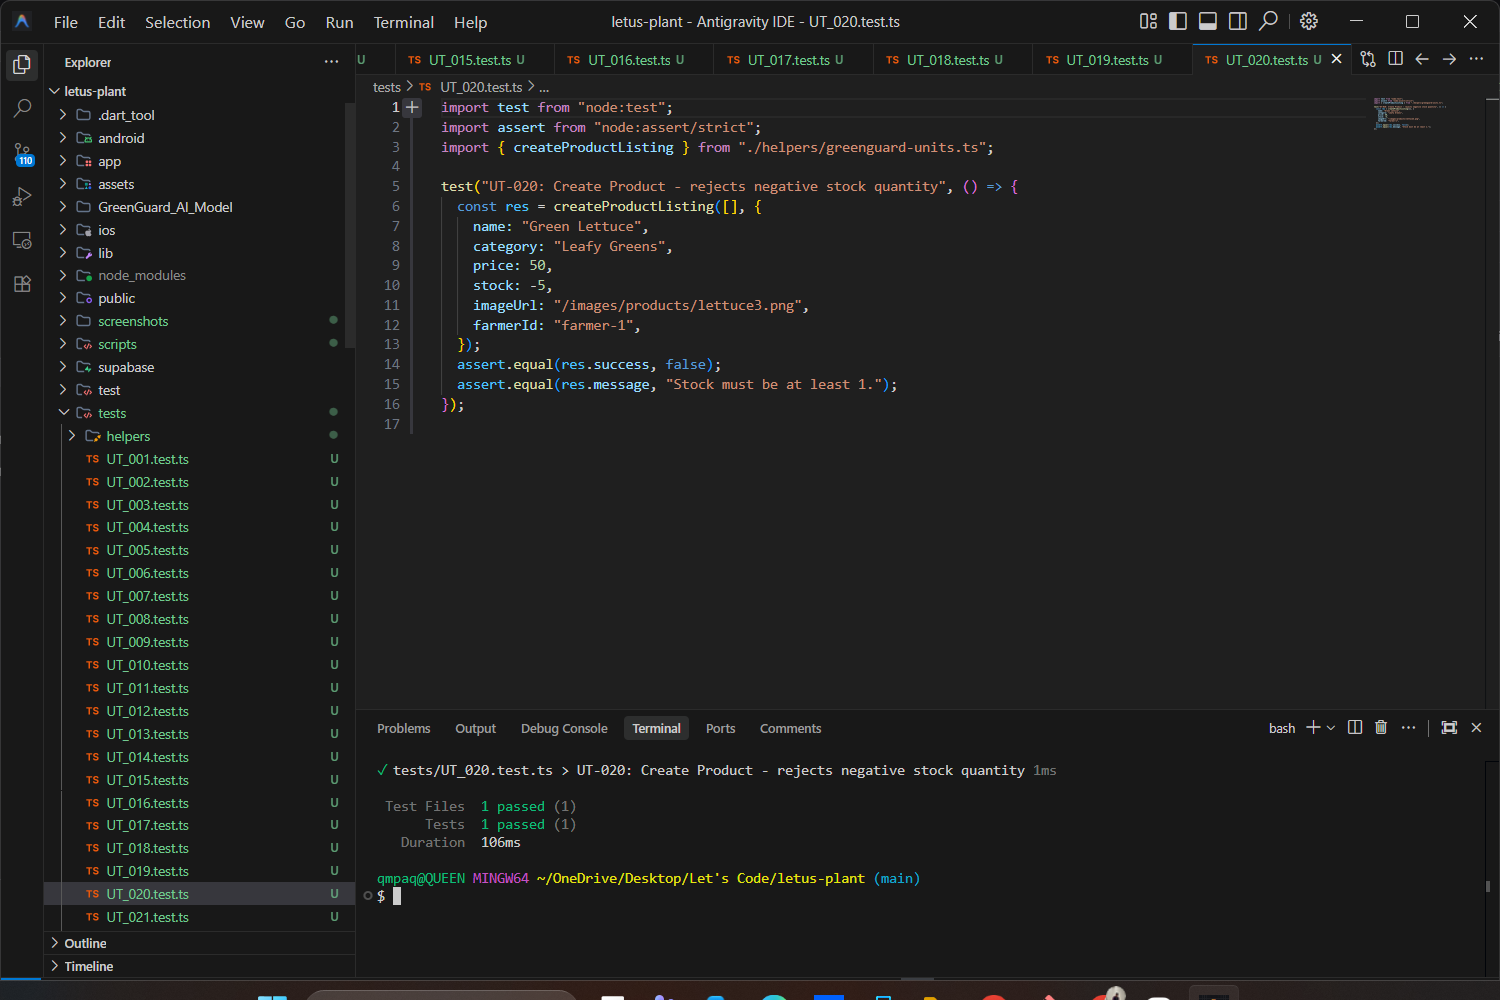 File Edit Selection View Go Run Terminal Help
letus-plant - Antigravity IDE - UT_020.test.ts
Explorer
letus-plant
.dart_tool
android
app
assets
GreenGuard_AI_Model
ios
lib
node_modules
public
screenshots
scripts
supabase
test
tests
helpers
TS UT_001.test.ts U
TS UT_002.test.ts U
TS UT_003.test.ts U
TS UT_004.test.ts U
TS UT_005.test.ts U
TS UT_006.test.ts U
TS UT_007.test.ts U
TS UT_008.test.ts U
TS UT_009.test.ts U
TS UT_010.test.ts U
TS UT_011.test.ts U
TS UT_012.test.ts U
TS UT_013.test.ts U
TS UT_014.test.ts U
TS UT_015.test.ts U
TS UT_016.test.ts U
TS UT_017.test.ts U
TS UT_018.test.ts U
TS UT_019.test.ts U
TS UT_020.test.ts U
TS UT_021.test.ts U
Outline
Timeline
110
U TS UT_015.test.ts U TS UT_016.test.ts U TS UT_017.test.ts U TS UT_018.test.ts U TS UT_019.test.ts U TS UT_020.test.ts U
tests > TS UT_020.test.ts > ...
1 import test from "node:test";
2 import assert from "node:assert/strict";
3 import { createProductListing } from "./helpers/greenguard-units.ts";
4
5 test("UT-020: Create Product - rejects negative stock quantity", () => {
6 const res = createProductListing([], {
7 name: "Green Lettuce",
8 category: "Leafy Greens",
9 price: 50,
10 stock: -5,
11 imageUrl: "/images/products/lettuce3.png",
12 farmerId: "farmer-1",
13 });
14 assert.equal(res.success, false);
15 assert.equal(res.message, "Stock must be at least 1.");
16 });
17
Problems Output Debug Console Terminal Ports Comments
bash
✓ tests/UT_020.test.ts > UT-020: Create Product - rejects negative stock quantity 1ms
Test Files 1 passed (1)
Tests 1 passed (1)
Duration 106ms
qmpaq@QUEEN MINGW64 ~/OneDrive/Desktop/Let's Code/letus-plant (main)
$